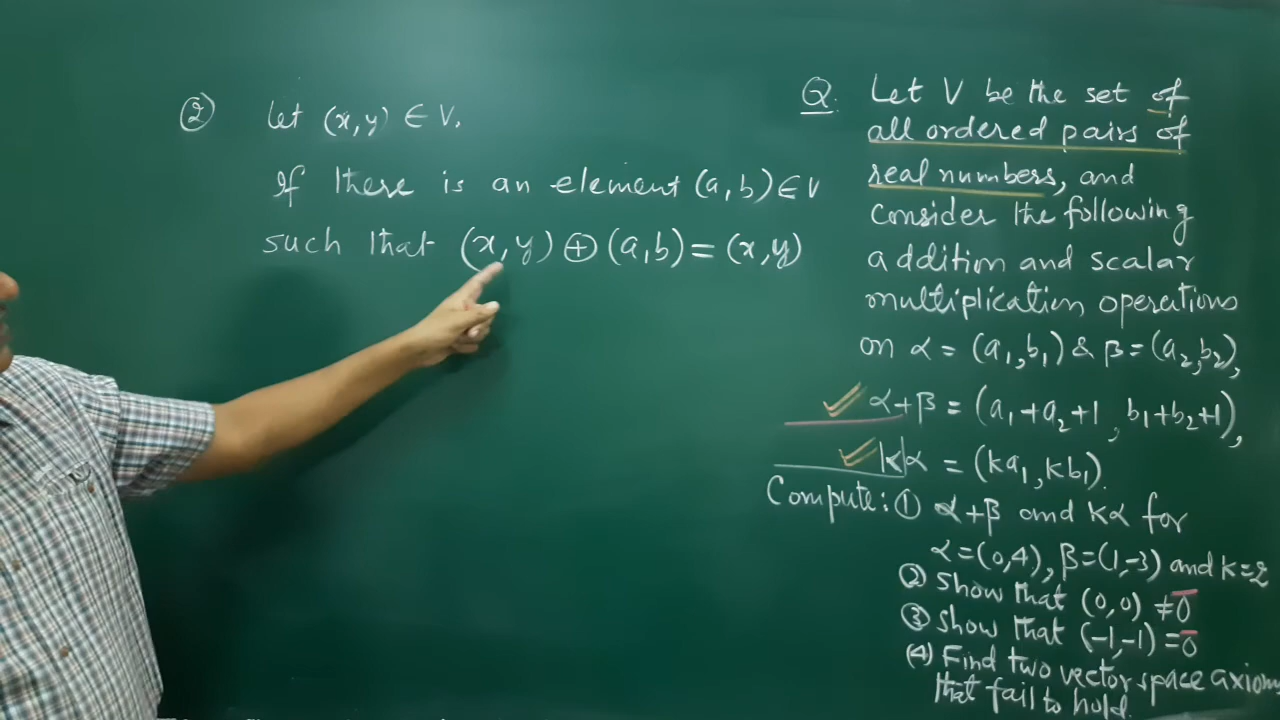 ② Let (x,y) ∈ V.
If there is an element (a,b) ∈ V
such that (x,y) ⊕ (a,b) = (x,y)
Q. Let V be the set of
all ordered pairs of
real numbers, and
consider the following
addition and scalar
multiplication operations
on α = (a₁,b₁) & β = (a₂,b₂),
α+β = (a₁+a₂+1, b₁+b₂+1),
kα = (ka₁, kb₁).
Compute: ① α+β and kα for
α=(0,4), β=(1,-3) and k=2
② Show that (0,0) ≠ 0̅
③ Show that (-1,-1) = 0̅
(4) Find two vector space axiom
that fail to hold.